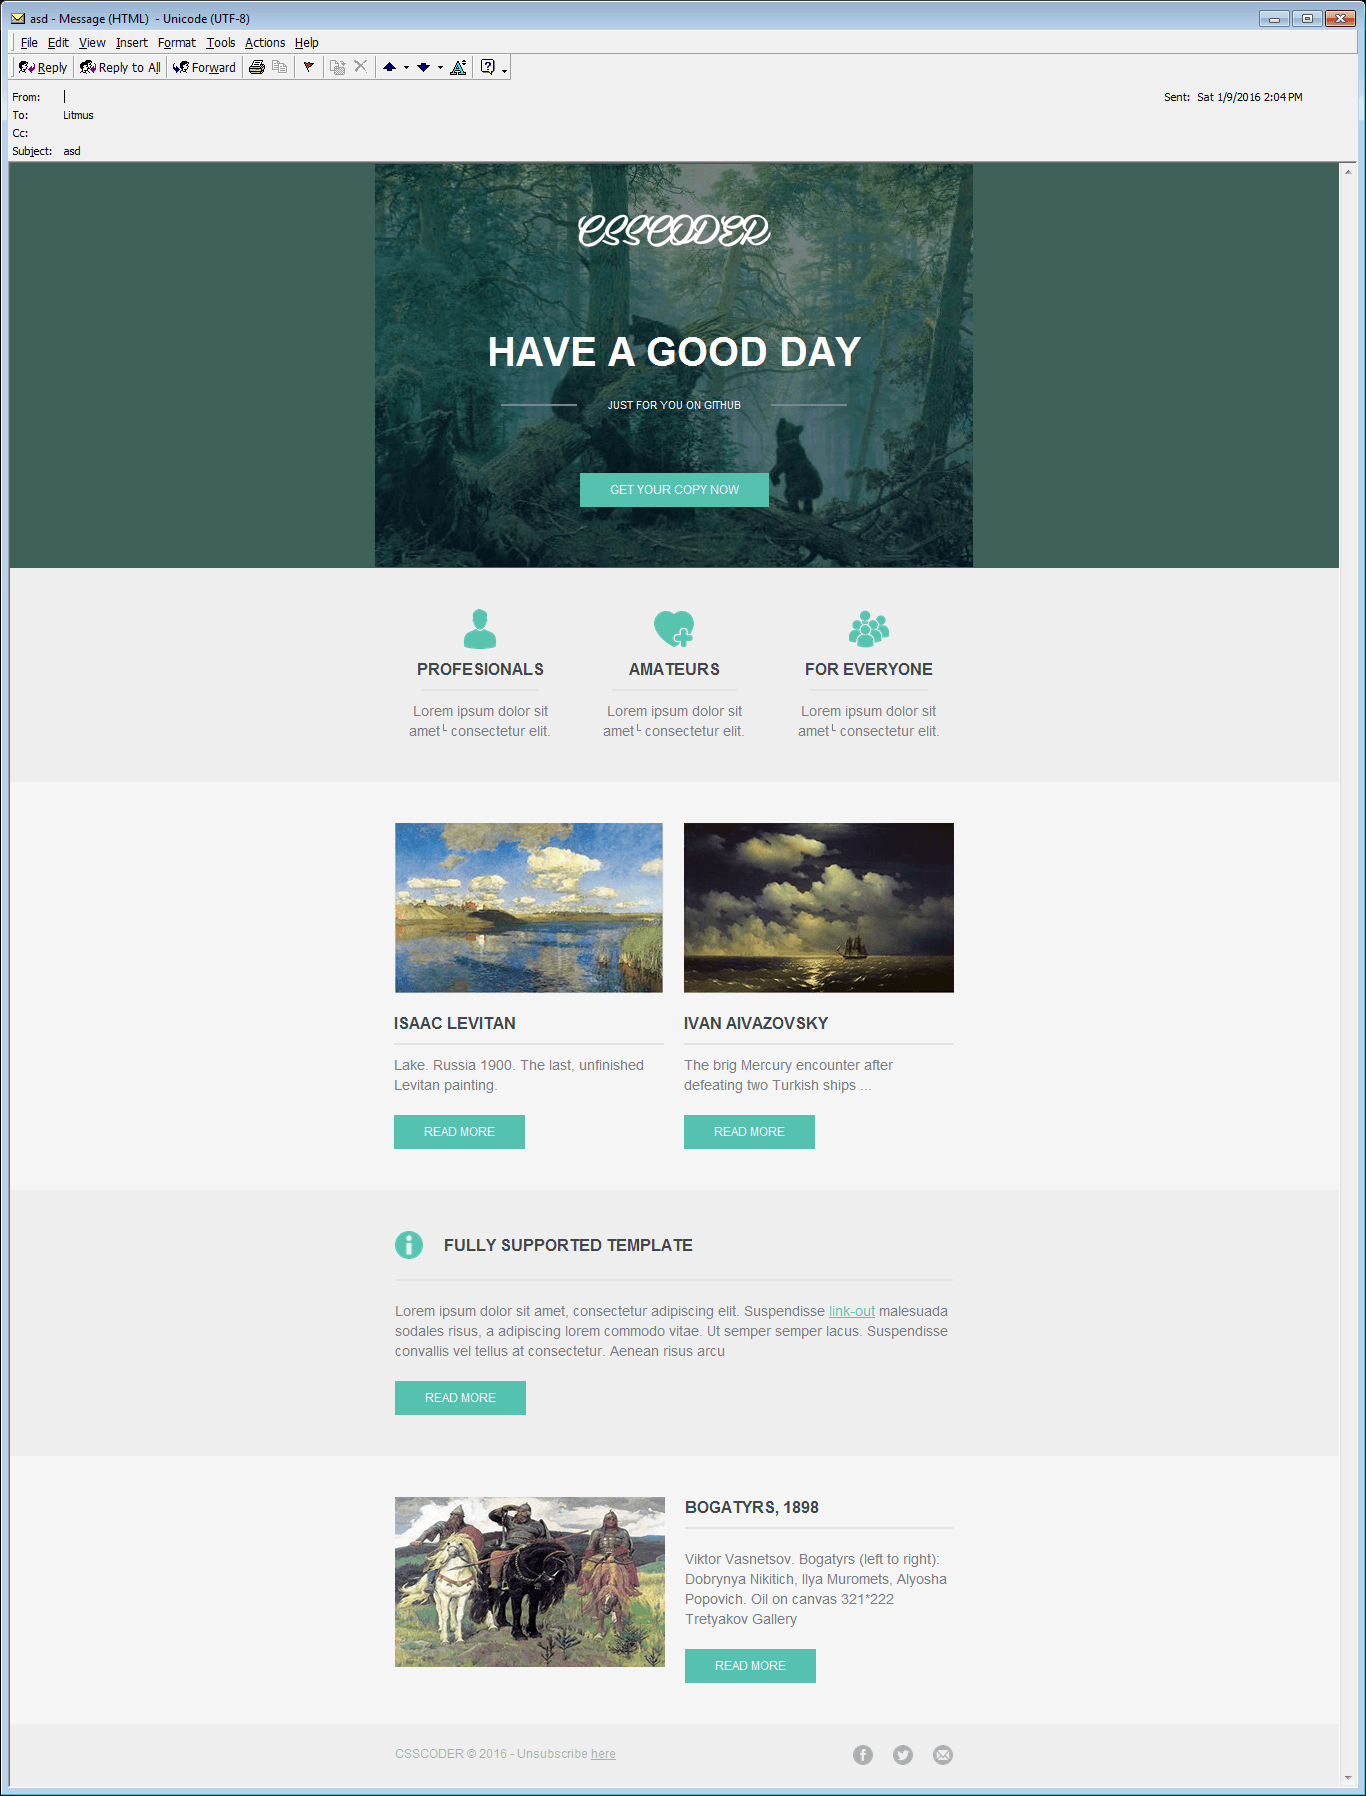 asd - Message (HTML)  - Unicode (UTF-8)
File Edit View Insert Format Tools Actions Help
Reply Reply to All Forward
From: Sent: Sat 1/9/2016 2:04 PM
To: Litmus
Cc:
Subject: asd
CSSCODER
HAVE A GOOD DAY
JUST FOR YOU ON GITHUB
GET YOUR COPY NOW
PROFESIONALS
Lorem ipsum dolor sit
amet└ consectetur elit.
AMATEURS
Lorem ipsum dolor sit
amet└ consectetur elit.
FOR EVERYONE
Lorem ipsum dolor sit
amet└ consectetur elit.
ISAAC LEVITAN
Lake. Russia 1900. The last, unfinished
Levitan painting.
READ MORE
IVAN AIVAZOVSKY
The brig Mercury encounter after
defeating two Turkish ships ...
READ MORE
FULLY SUPPORTED TEMPLATE
Lorem ipsum dolor sit amet, consectetur adipiscing elit. Suspendisse link-out malesuada
sodales risus, a adipiscing lorem commodo vitae. Ut semper semper lacus. Suspendisse
convallis vel tellus at consectetur. Aenean risus arcu
READ MORE
BOGATYRS, 1898
Viktor Vasnetsov. Bogatyrs (left to right):
Dobrynya Nikitich, Ilya Muromets, Alyosha
Popovich. Oil on canvas 321*222
Tretyakov Gallery
READ MORE
CSSCODER © 2016 - Unsubscribe here